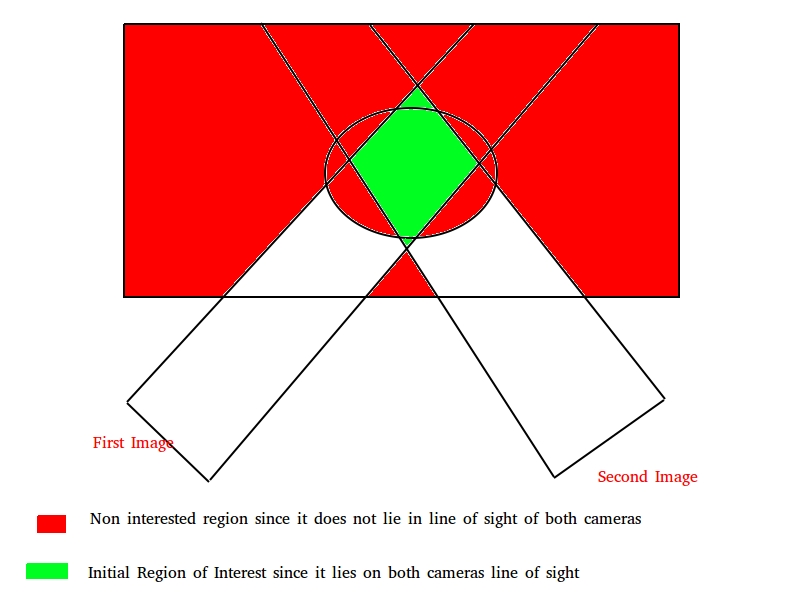 First Image
Second Image
Non interested region since it does not lie in line of sight of both cameras
Initial Region of Interest since it lies on both cameras line of sight